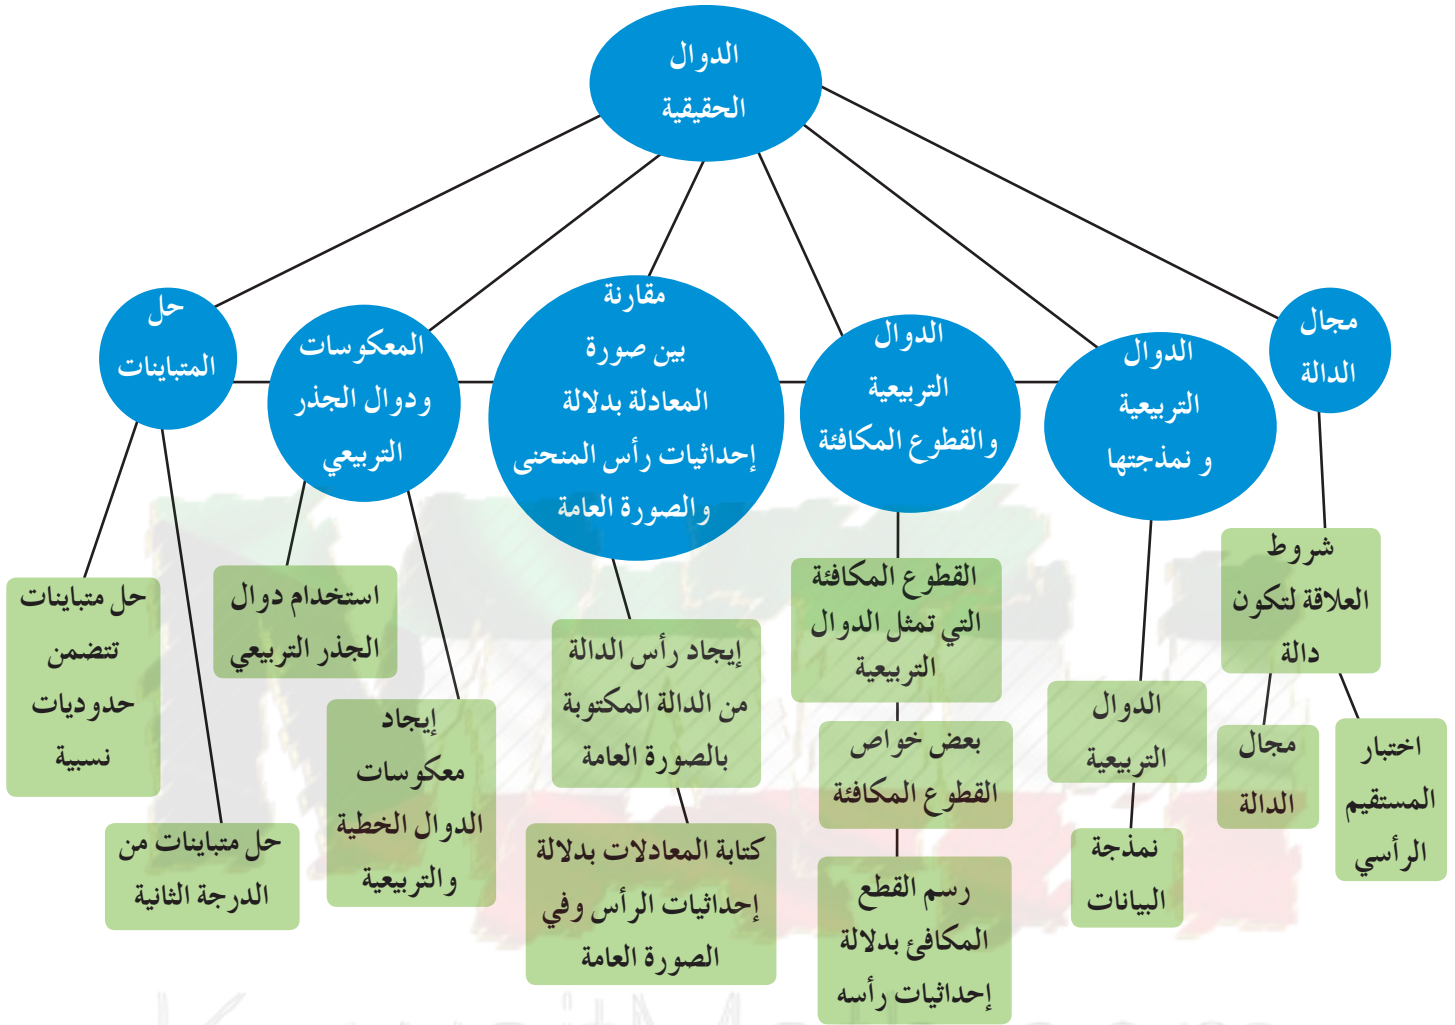 الدوال
الحقيقية
مجال
الدالة
الدوال
التربيعية
و نمذجتها
الدوال
التربيعية
والقطوع المكافئة
مقارنة
بين صورة
المعادلة بدلالة
إحداثيات رأس المنحنى
والصورة العامة
المعكوسات
ودوال الجذر
التربيعي
حل
المتباينات
شروط
العلاقة لتكون
دالة
اختبار
المستقيم
الرأسي
مجال
الدالة
الدوال
التربيعية
نمذجة
البيانات
القطوع المكافئة
التي تمثل الدوال
التربيعية
بعض خواص
القطوع المكافئة
رسم القطع
المكافئ بدلالة
إحداثيات رأسه
إيجاد رأس الدالة
من الدالة المكتوبة
بالصورة العامة
كتابة المعادلات بدلالة
إحداثيات الرأس وفي
الصورة العامة
استخدام دوال
الجذر التربيعي
إيجاد
معكوسات
الدوال الخطية
والتربيعية
حل متباينات
تتضمن
حدوديات
نسبية
حل متباينات من
الدرجة الثانية